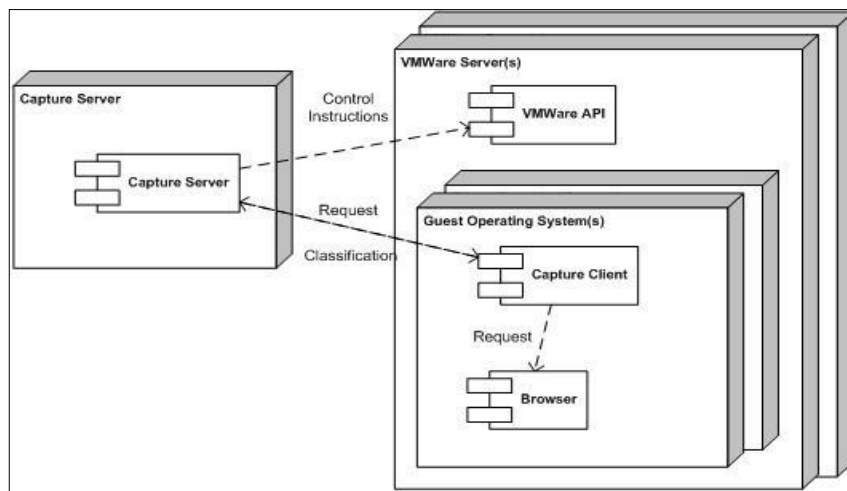 VMWare Server(s)
Capture Server
Control
Instructions
VMWare API
Capture Server
Request
Classification
Guest Operating System(s)
Capture Client
Request
Browser